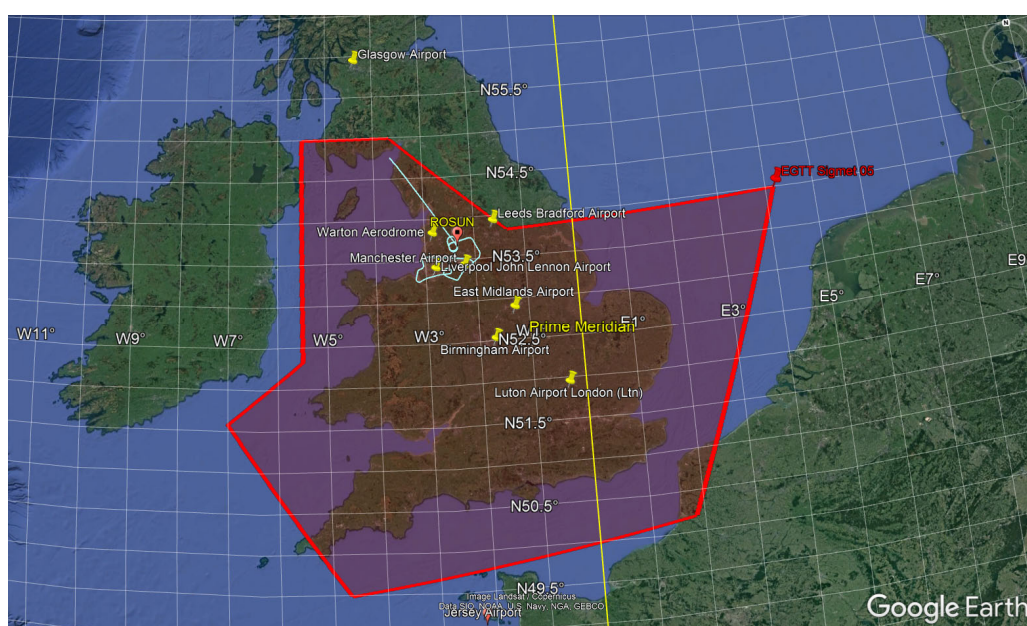 N
Glasgow Airport
N55.5°
N54.5°
EGTT Sigmet 05
Leeds Bradford Airport
ROSUN
Warton Aerodrome
Manchester Airport
N53.5°
Liverpool John Lennon Airport
E9
E7°
East Midlands Airport
E5°
E3°
E1°
Prime Meridian
W11°
W9°
W7°
W5°
W3°
N52.5°
Birmingham Airport
Luton Airport London (Ltn)
N51.5°
N50.5°
N49.5°
Image Landsat / Copernicus
Data SIO, NOAA, U.S. Navy, NGA, GEBCO
Jersey Airport
Google Earth